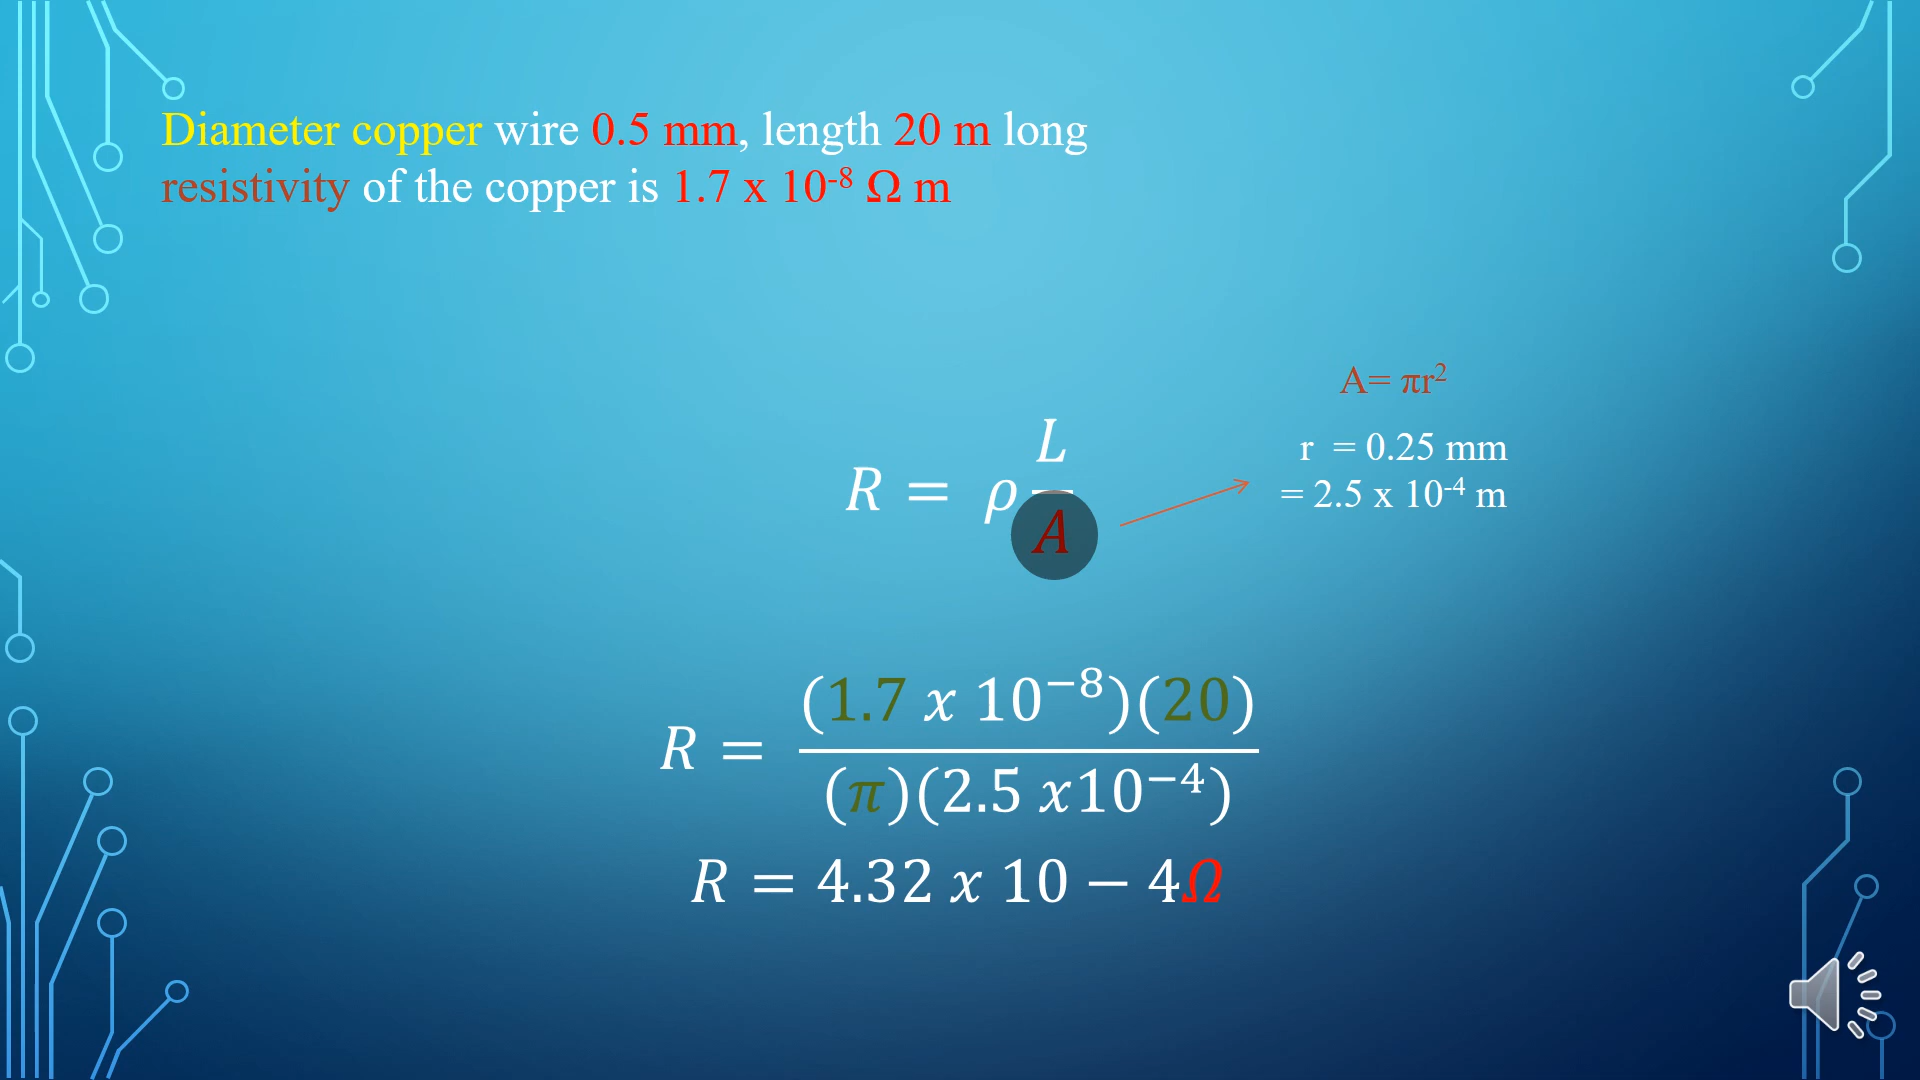 Diameter copper wire 0.5 mm, length 20 m long
resistivity of the copper is 1.7 x 10⁻⁸ Ω m
A= πr²
r = 0.25 mm
= 2.5 x 10⁻⁴ m
R = ρ L/A
R = (1.7 x 10⁻⁸)(20) / (π)(2.5 x10⁻⁴)
R = 4.32 x 10 − 4Ω